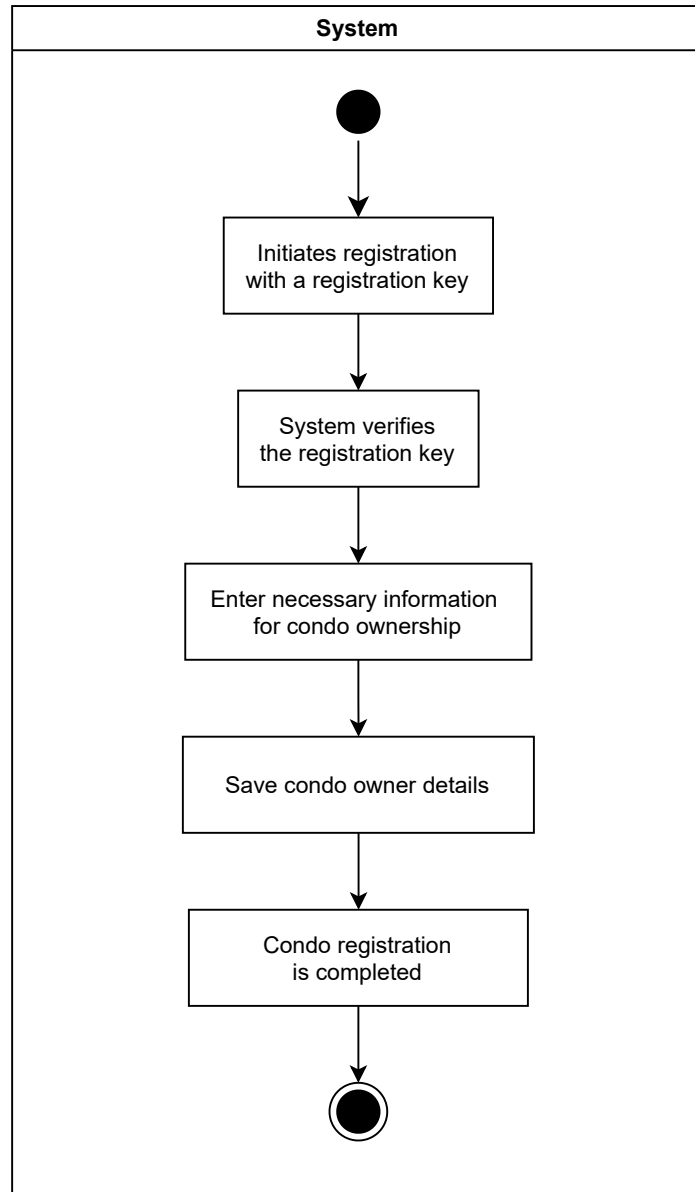 System
Initiates registration
with a registration key
System verifies
the registration key
Enter necessary information
for condo ownership
Save condo owner details
Condo registration
is completed